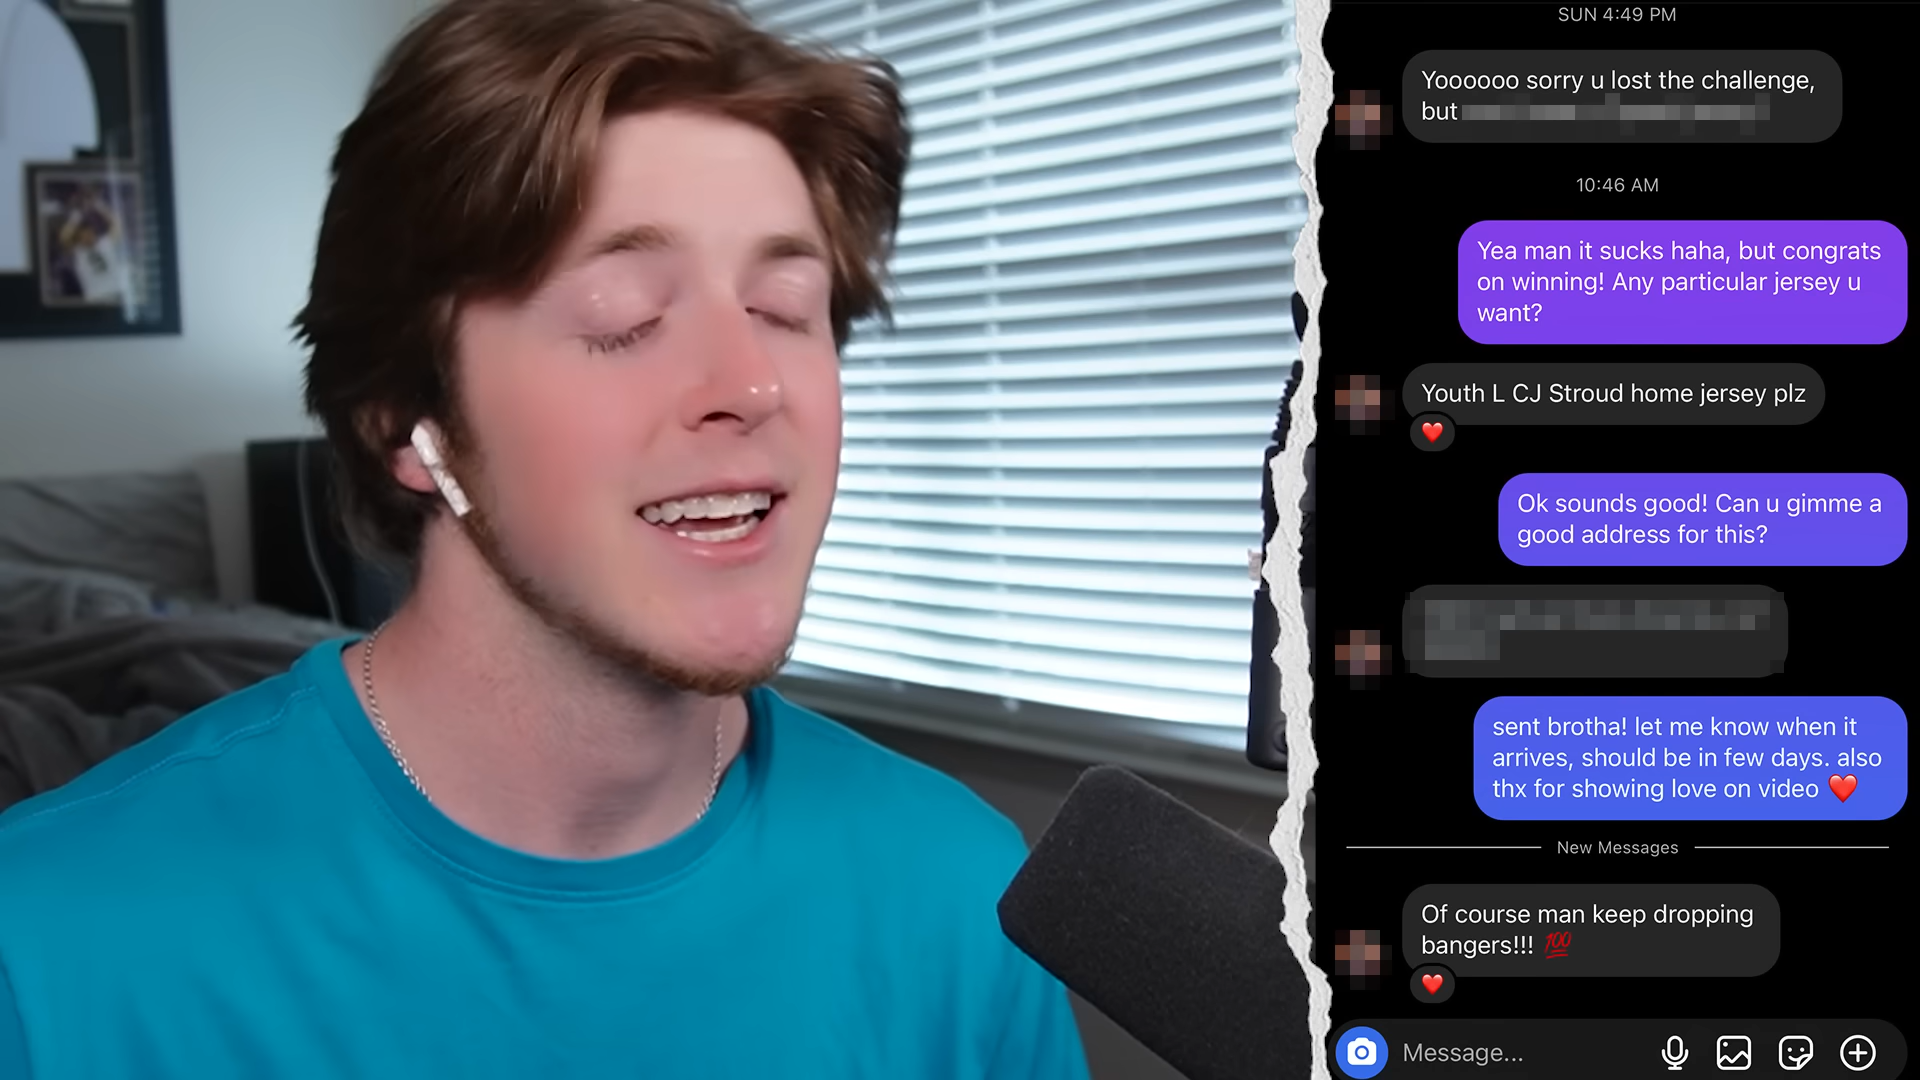 SUN 4:49 PM
Yoooooo sorry u lost the challenge,
but
10:46 AM
Yea man it sucks haha, but congrats
on winning! Any particular jersey u
want?
Youth L CJ Stroud home jersey plz
❤️
Ok sounds good! Can u gimme a
good address for this?
sent brotha! let me know when it
arrives, should be in few days. also
thx for showing love on video ❤️
New Messages
Of course man keep dropping
bangers!!! 💯
❤️
Message...